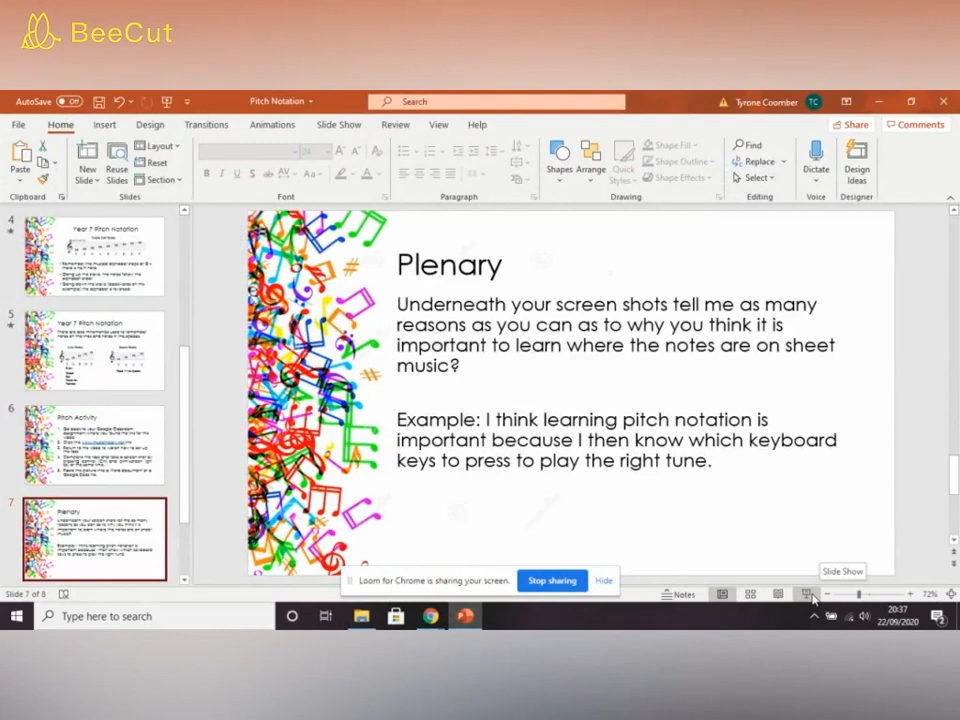 BeeCut
AutoSave Off Pitch Notation Search Tyrone Coomber TC
File Home Insert Design Transitions Animations Slide Show Review View Help Share Comments
Paste
New
Slides
Reuse
Slides
Layout
Reset
Section
24
Shapes Arrange Quick
Styles
Shape Fill
Shape Outline
Shape Effects
Find
Replace
Select
Dictate
Design
Ideas
Clipboard Slides Font Paragraph Drawing Editing Voice Designer
4
Year 7 Pitch Notation
5
Year 7 Pitch Notation
6
Pitch Activity
7
Plenary
Plenary
Underneath your screen shots tell me as many
reasons as you can as to why you think it is
important to learn where the notes are on sheet
music?
Example: I think learning pitch notation is
important because I then know which keyboard
keys to press to play the right tune.
Loom for Chrome is sharing your screen. Stop sharing Hide
Slide Show
Slide 7 of 8 Notes 72%
Type here to search
20:37
22/09/2020
2